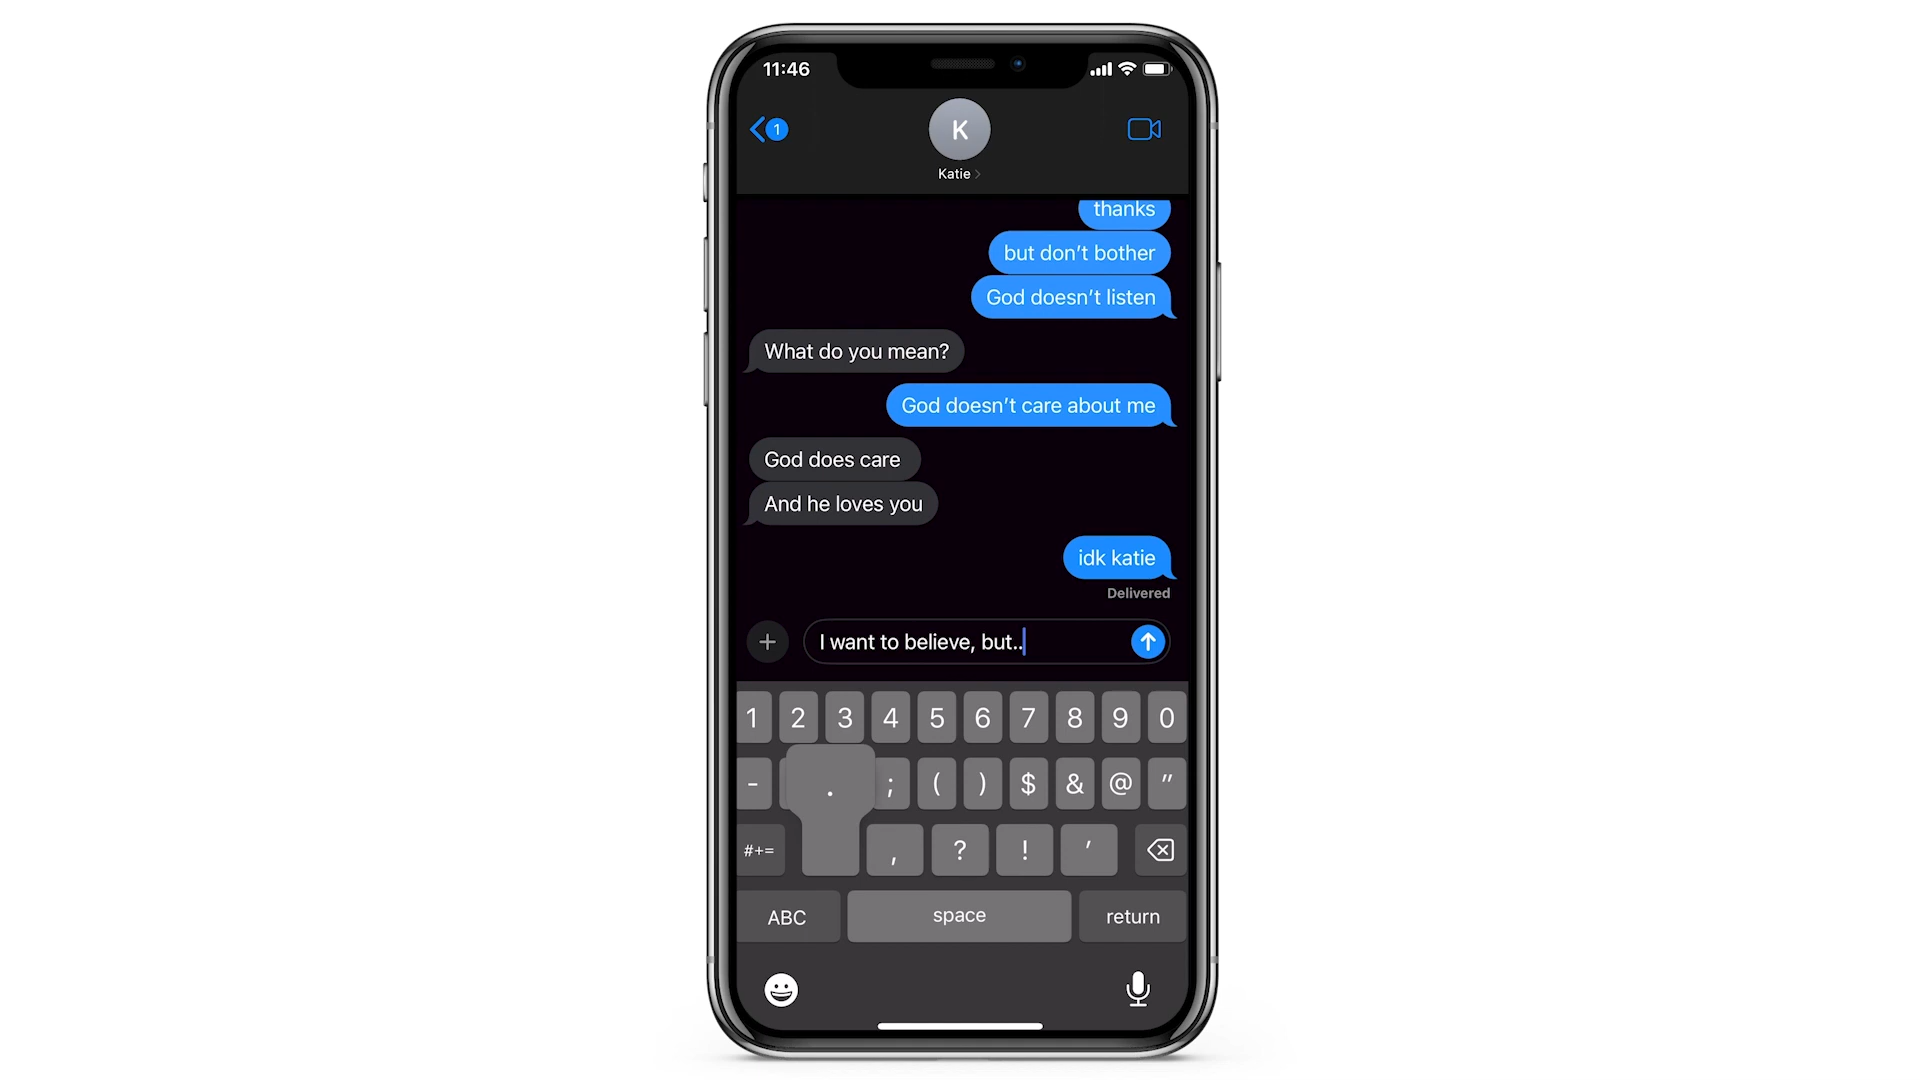 11:46
1
K
Katie
thanks
but don't bother
God doesn't listen
What do you mean?
God doesn't care about me
God does care
And he loves you
idk katie
Delivered
I want to believe, but..
1 2 3 4 5 6 7 8 9 0
- . ; ( ) $ & @ "
#+= , ? ! '
ABC space return